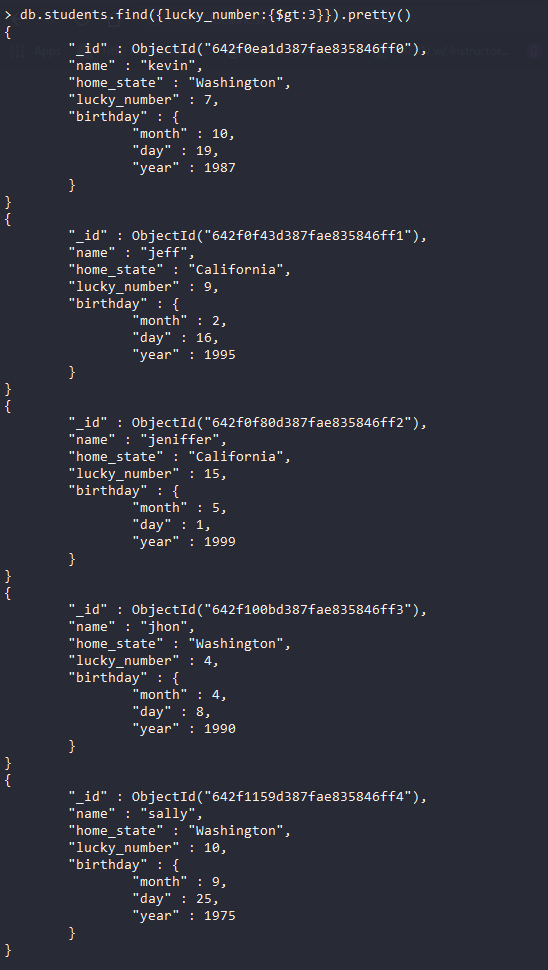 > db.students.find({lucky_number:{$gt:3}}).pretty()
{
        "_id" : ObjectId("642f0ea1d387fae835846ff0"),
        "name" : "kevin",
        "home_state" : "Washington",
        "lucky_number" : 7,
        "birthday" : {
                "month" : 10,
                "day" : 19,
                "year" : 1987
        }
}
{
        "_id" : ObjectId("642f0f43d387fae835846ff1"),
        "name" : "jeff",
        "home_state" : "California",
        "lucky_number" : 9,
        "birthday" : {
                "month" : 2,
                "day" : 16,
                "year" : 1995
        }
}
{
        "_id" : ObjectId("642f0f80d387fae835846ff2"),
        "name" : "jeniffer",
        "home_state" : "California",
        "lucky_number" : 15,
        "birthday" : {
                "month" : 5,
                "day" : 1,
                "year" : 1999
        }
}
{
        "_id" : ObjectId("642f100bd387fae835846ff3"),
        "name" : "jhon",
        "home_state" : "Washington",
        "lucky_number" : 4,
        "birthday" : {
                "month" : 4,
                "day" : 8,
                "year" : 1990
        }
}
{
        "_id" : ObjectId("642f1159d387fae835846ff4"),
        "name" : "sally",
        "home_state" : "Washington",
        "lucky_number" : 10,
        "birthday" : {
                "month" : 9,
                "day" : 25,
                "year" : 1975
        }
}